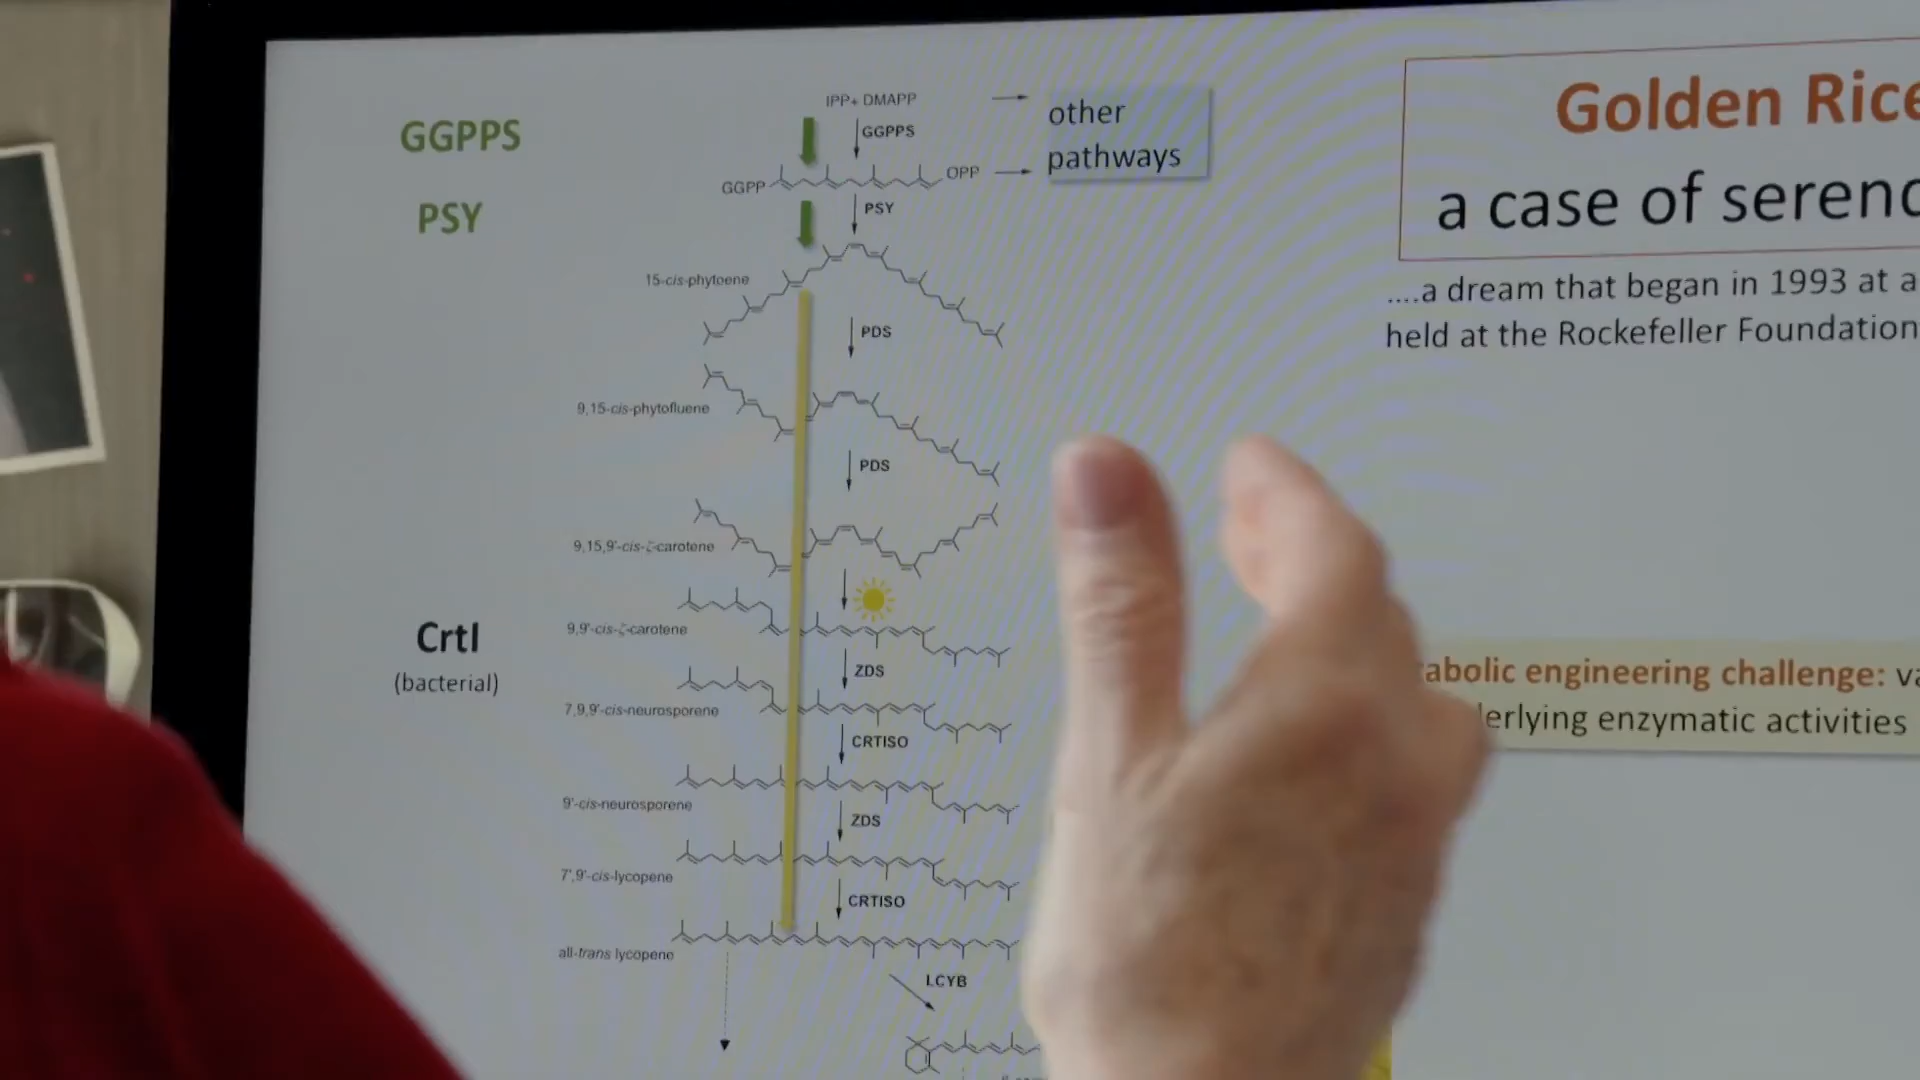 GGPPS
PSY
CrtI
(bacterial)
IPP+ DMAPP
other
pathways
GGPPS
GGPP
OPP
PSY
15-cis-phytoene
PDS
9,15-cis-phytofluene
PDS
9,15,9'-cis-ζ-carotene
9,9'-cis-ζ-carotene
ZDS
7,9,9'-cis-neurosporene
CRTISO
9'-cis-neurosporene
ZDS
7',9'-cis-lycopene
CRTISO
all-trans lycopene
LCYB
Golden Rice
a case of seren
....a dream that began in 1993 at a
held at the Rockefeller Foundation
abolic engineering challenge:
erlying enzymatic activities